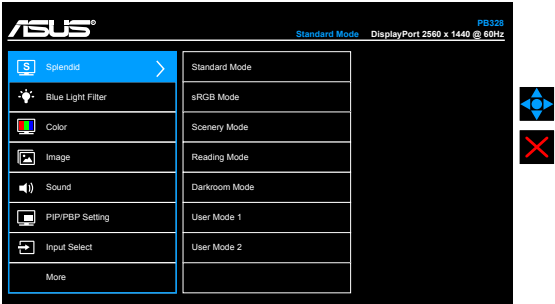 ASUS
PB328
Standard Mode DisplayPort 2560 x 1440 @ 60Hz
S Splendid
Standard Mode
Blue Light Filter
sRGB Mode
Color
Scenery Mode
Image
Reading Mode
Sound
Darkroom Mode
PIP/PBP Setting
User Mode 1
Input Select
User Mode 2
More